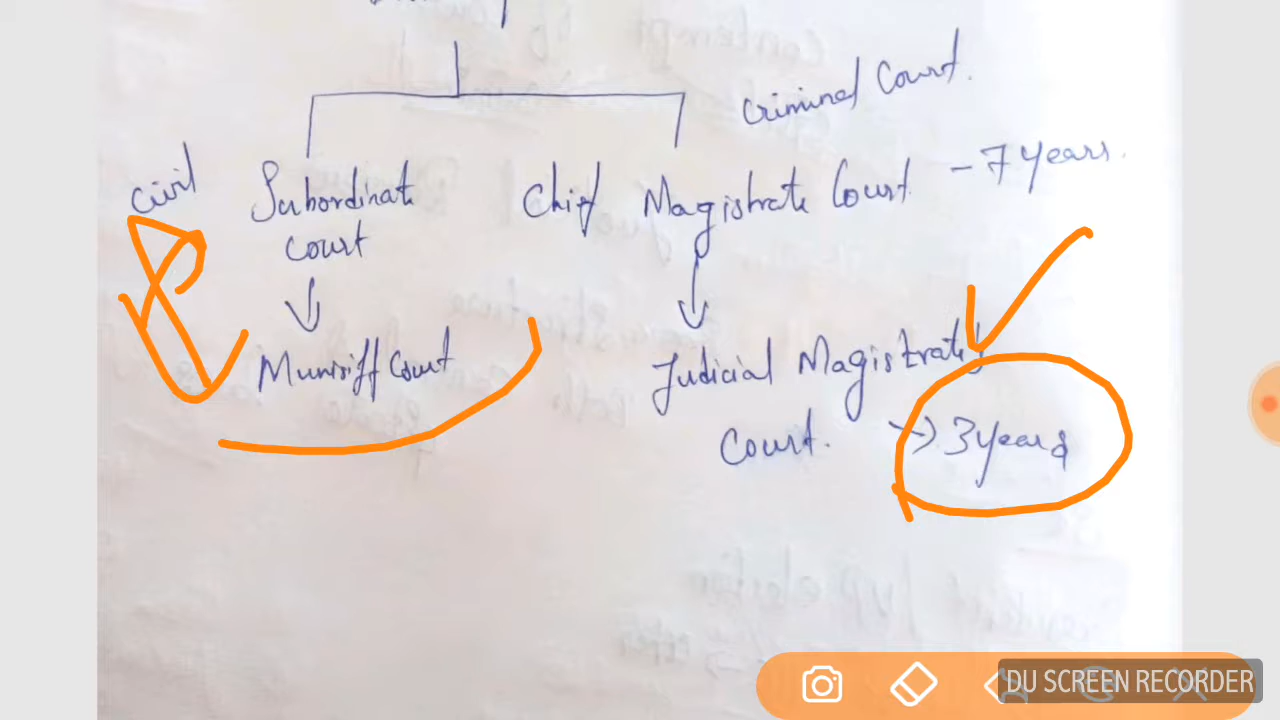 Criminal Court.
Civil Subordinate Chief Magistrate Court - 7 years.
Court
Munsiff Court Judicial Magistrate
Court. → 3 years
DU SCREEN RECORDER